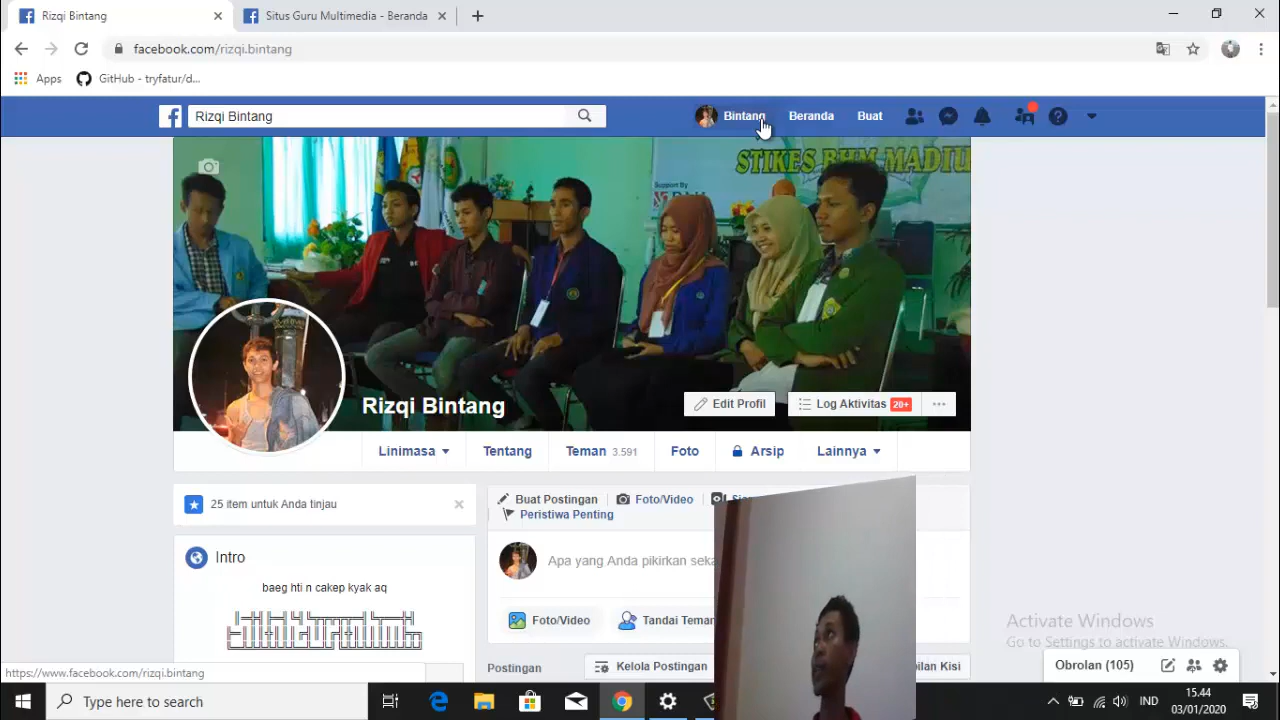 Rizqi Bintang
Situs Guru Multimedia - Beranda
facebook.com/rizqi.bintang
Apps
GitHub - tryfatur/d...
Rizqi Bintang
Bintang
Beranda
Buat
STIKES BHM MADIU
Support By
Rizqi Bintang
Edit Profil
Log Aktivitas 20+
Linimasa
Tentang
Teman 3.591
Foto
Arsip
Lainnya
25 item untuk Anda tinjau
Buat Postingan
Foto/Video
Peristiwa Penting
Intro
baeg hti n cakep kyak aq
Apa yang Anda pikirkan
Foto/Video
Tandai
Activate Windows
Go to Settings to activate Windows.
Obrolan (105)
Postingan
Kelola Postingan
Kisi
https://www.facebook.com/rizqi.bintang
Type here to search
IND
15.44
03/01/2020